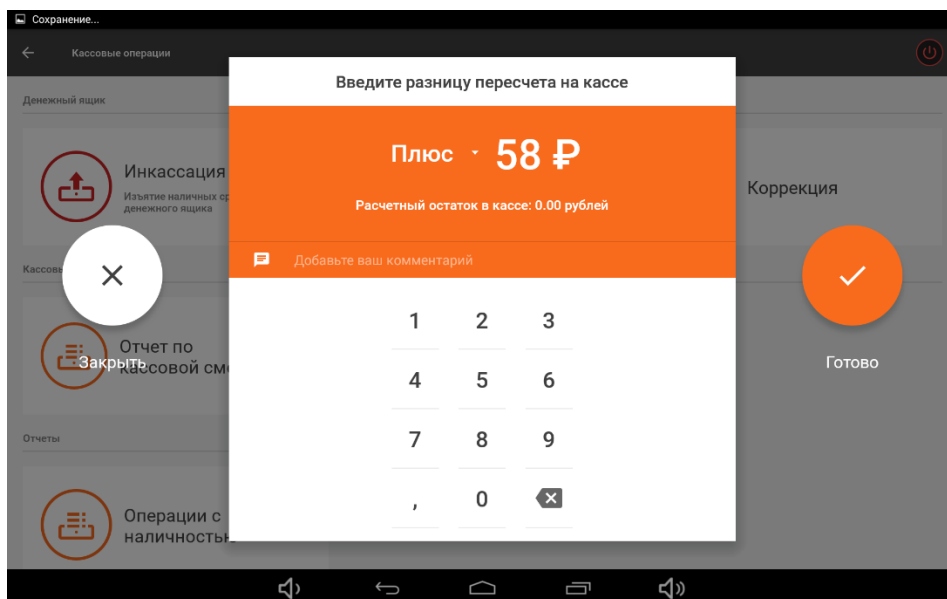 Сохранение...
Кассовые операции
Введите разницу пересчета на кассе
Денежный ящик
Плюс 58 ₽
Расчетный остаток в кассе: 0.00 рублей
Инкассация
Изъятие наличных ср
денежного ящика
Коррекция
Добавьте ваш комментарий
Кассовы
1 2 3
Отчет по
кассовой сме
Закрыть
Готово
4 5 6
7 8 9
Отчеты
, 0
Операции с
наличностью